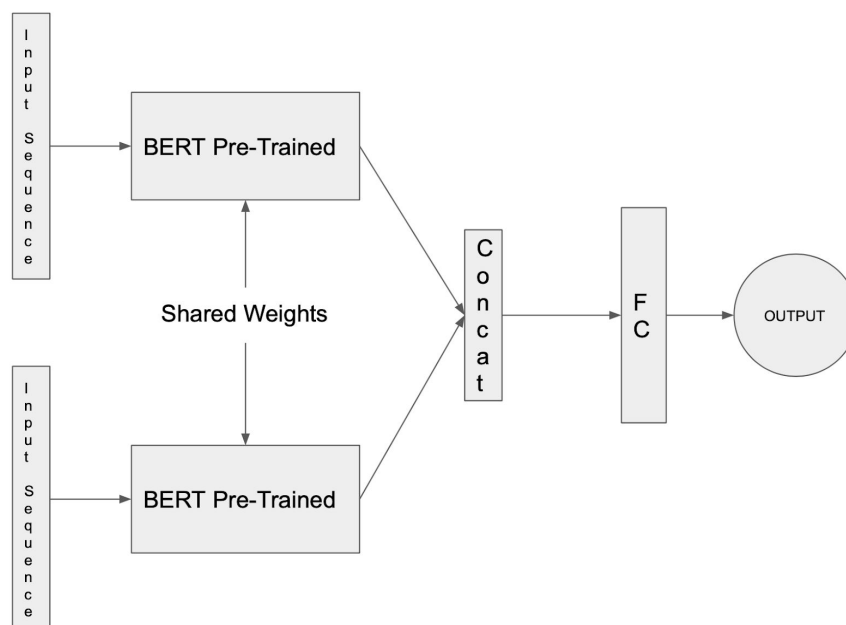 Input Sequence
BERT Pre-Trained
Shared Weights
Concat
FC
OUTPUT
Input Sequence
BERT Pre-Trained